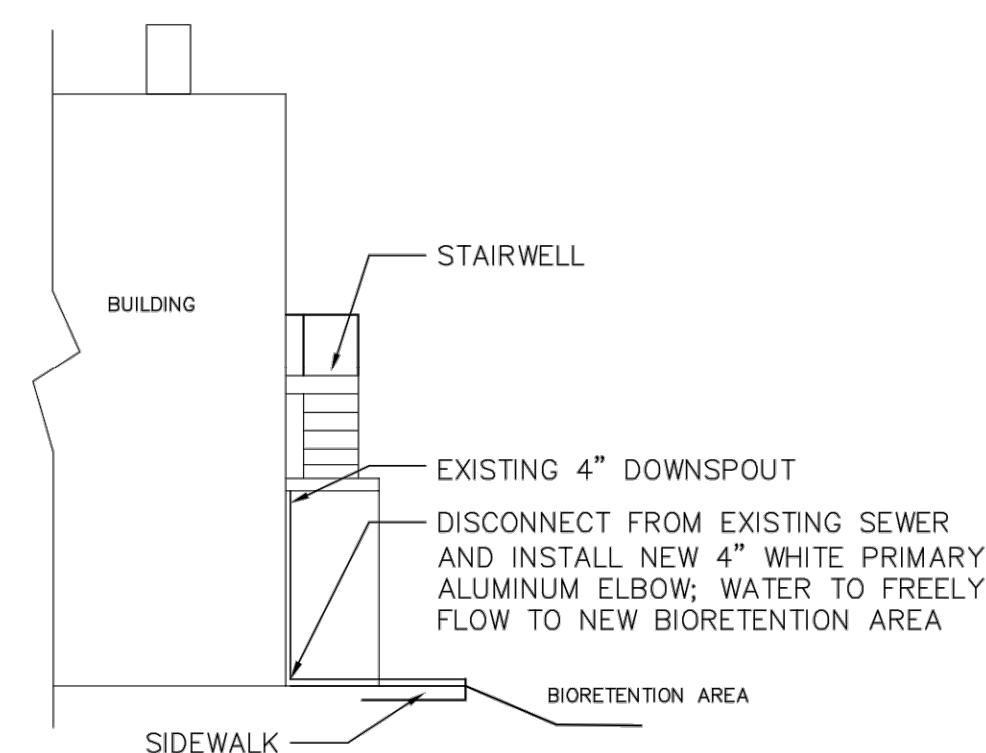 STAIRWELL
BUILDING
EXISTING 4” DOWNSPOUT
DISCONNECT FROM EXISTING SEWER
AND INSTALL NEW 4” WHITE PRIMARY
ALUMINUM ELBOW; WATER TO FREELY
FLOW TO NEW BIORETENTION AREA
BIORETENTION AREA
SIDEWALK